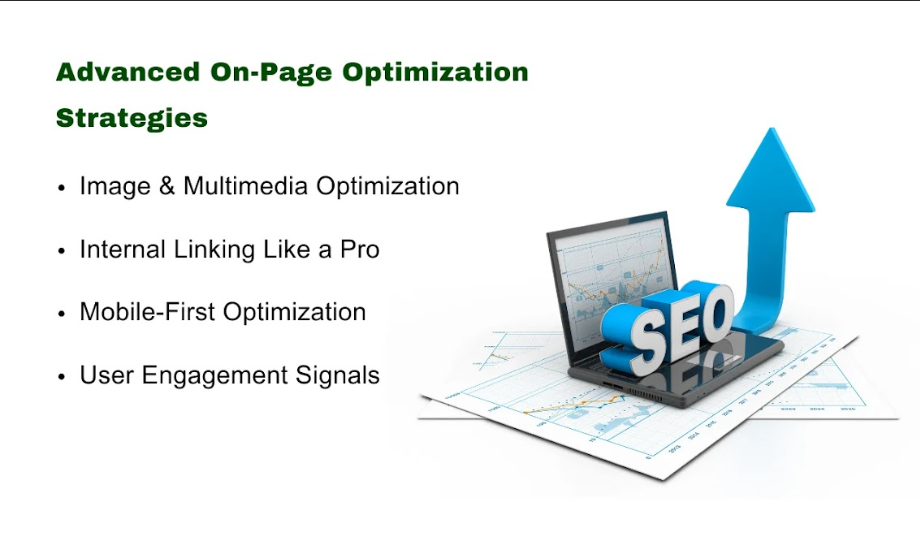 Advanced On-Page Optimization
Strategies
• Image & Multimedia Optimization
• Internal Linking Like a Pro
• Mobile-First Optimization
• User Engagement Signals
SEO